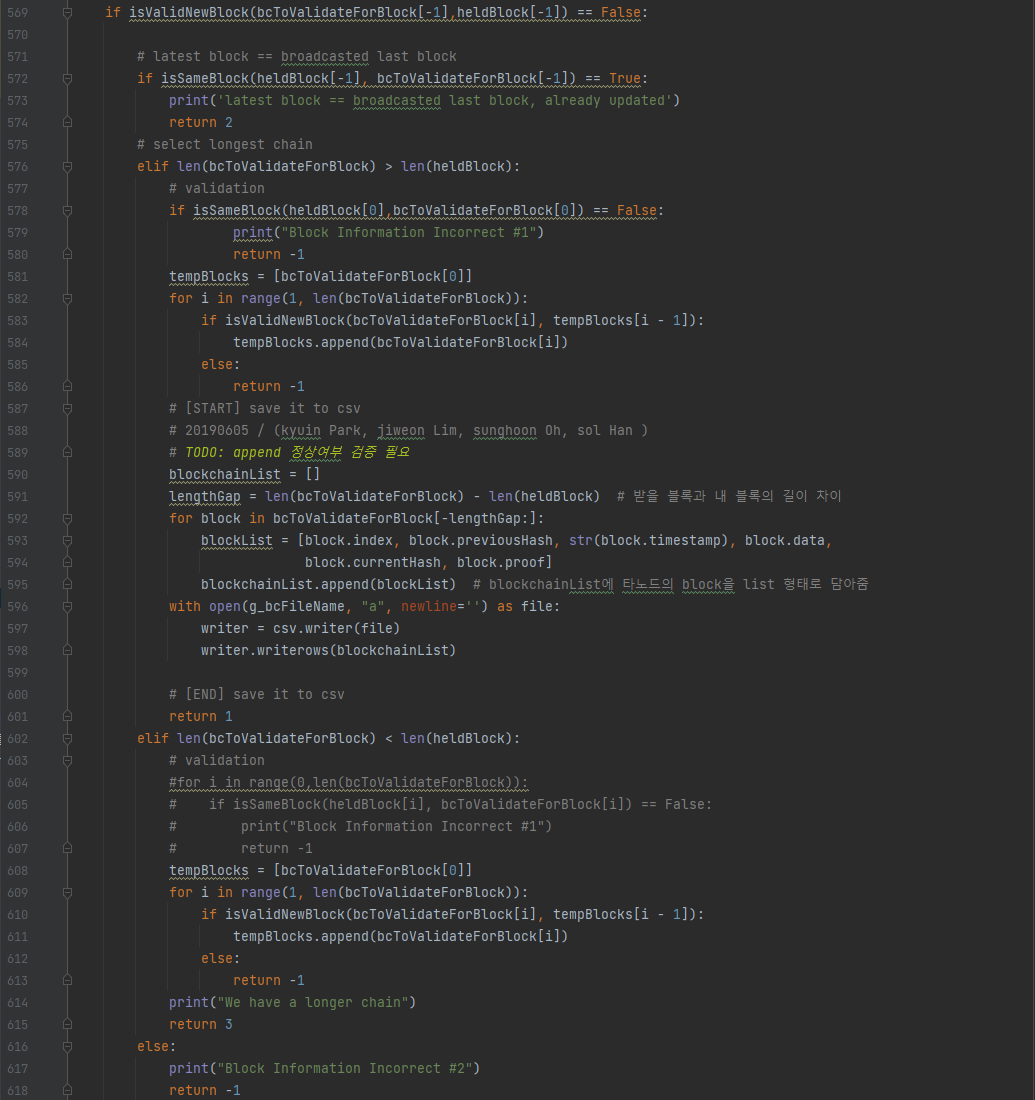 569 if isValidNewBlock(bcToValidateForBlock[-1],heldBlock[-1]) == False:
570
571 # latest block == broadcasted last block
572 if isSameBlock(heldBlock[-1], bcToValidateForBlock[-1]) == True:
573 print('latest block == broadcasted last block, already updated')
574 return 2
575 # select longest chain
576 elif len(bcToValidateForBlock) > len(heldBlock):
577 # validation
578 if isSameBlock(heldBlock[0],bcToValidateForBlock[0]) == False:
579 print("Block Information Incorrect #1")
580 return -1
581 tempBlocks = [bcToValidateForBlock[0]]
582 for i in range(1, len(bcToValidateForBlock)):
583 if isValidNewBlock(bcToValidateForBlock[i], tempBlocks[i - 1]):
584 tempBlocks.append(bcToValidateForBlock[i])
585 else:
586 return -1
587 # [START] save it to csv
588 # 20190605 / (kyuin Park, jiweon Lim, sunghoon Oh, sol Han )
589 # TODO: append 정상여부 검증 필요
590 blockchainList = []
591 lengthGap = len(bcToValidateForBlock) - len(heldBlock)  # 받을 블록과 내 블록의 길이 차이
592 for block in bcToValidateForBlock[-lengthGap:]:
593 blockList = [block.index, block.previousHash, str(block.timestamp), block.data,
594 block.currentHash, block.proof]
595 blockchainList.append(blockList)  # blockchainList에 타노드의 block을 list 형태로 담아줌
596 with open(g_bcFileName, "a", newline='') as file:
597 writer = csv.writer(file)
598 writer.writerows(blockchainList)
599
600 # [END] save it to csv
601 return 1
602 elif len(bcToValidateForBlock) < len(heldBlock):
603 # validation
604 #for i in range(0,len(bcToValidateForBlock)):
605 #    if isSameBlock(heldBlock[i], bcToValidateForBlock[i]) == False:
606 #        print("Block Information Incorrect #1")
607 #        return -1
608 tempBlocks = [bcToValidateForBlock[0]]
609 for i in range(1, len(bcToValidateForBlock)):
610 if isValidNewBlock(bcToValidateForBlock[i], tempBlocks[i - 1]):
611 tempBlocks.append(bcToValidateForBlock[i])
612 else:
613 return -1
614 print("We have a longer chain")
615 return 3
616 else:
617 print("Block Information Incorrect #2")
618 return -1